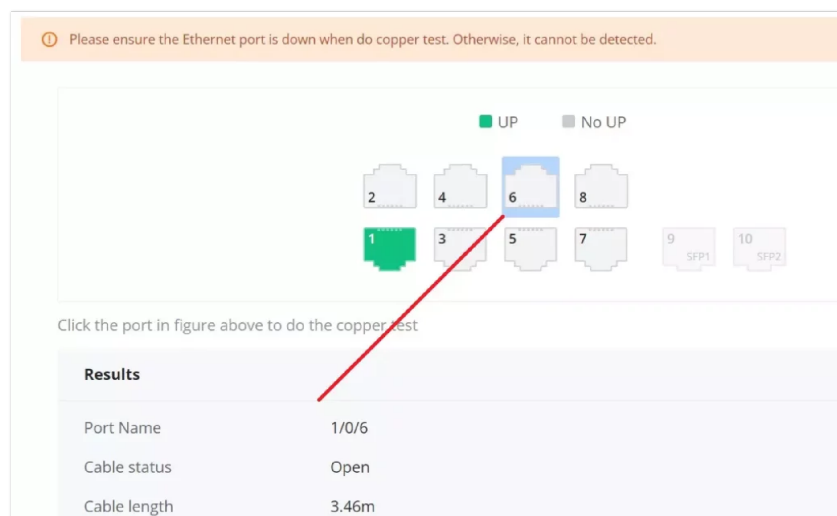 Please ensure the Ethernet port is down when do copper test. Otherwise, it cannot be detected.
UP No UP
2 4 6 8
1 3 5 7 9 SFP1 10 SFP2
Click the port in figure above to do the copper test
Results
Port Name 1/0/6
Cable status Open
Cable length 3.46m